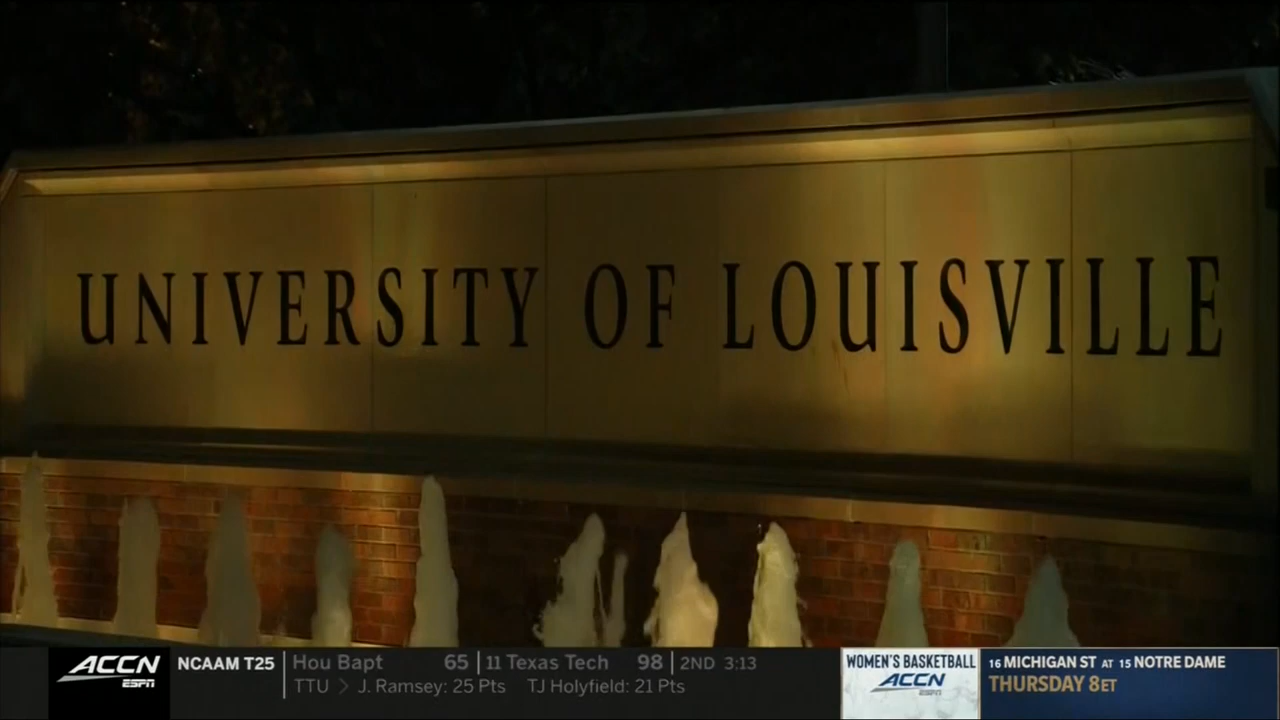 UNIVERSITY OF LOUISVILLE
ACCN
ESPN
NCAAM T25
Hou Bapt 65 11 Texas Tech 98 2ND 3:13
TTU > J. Ramsey: 25 Pts TJ Holyfield: 21 Pts
WOMEN'S BASKETBALL
ACCN
16 MICHIGAN ST AT 15 NOTRE DAME
THURSDAY 8ET